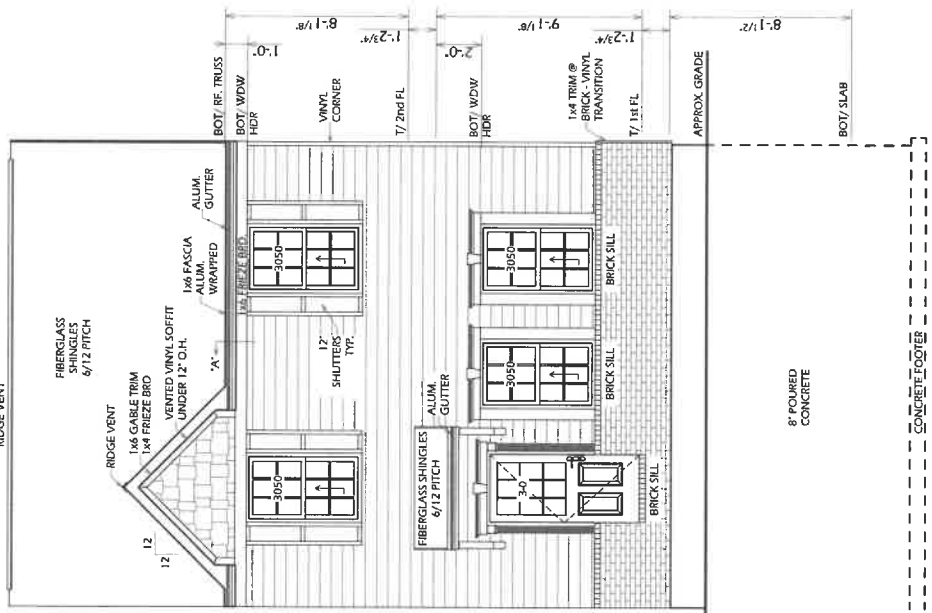 RIDGE VENT
FIBERGLASS
SHINGLES
6/12 PITCH
RIDGE VENT
1x6 GABLE TRIM
1x4 FRIEZE BRD
VENTED VINYL SOFFIT
UNDER 12" O.H.
12
12
"A"
1x6 FASCIA
ALUM.
WRAPPED
ALUM.
GUTTER
1x6 FRIEZE BRD
BOT/ RF. TRUSS
BOT/ WDW
HDR
1'-0"
8'-1 1/8"
VINYL
CORNER
3050
3050
12"
SHUTTERS
TYP.
T/ 2nd FL
1'-2 3/4"
FIBERGLASS SHINGLES
6/12 PITCH
ALUM.
GUTTER
BOT/ WDW
HDR
2'-0"
9'-1 1/8"
3-0
3050
3050
1x4 TRIM @
BRICK - VINYL
TRANSITION
BRICK SILL
BRICK SILL
BRICK SILL
T/ 1st FL
1'-2 3/4"
APPROX. GRADE
8'-1 1/2"
8" POURED
CONCRETE
BOT/ SLAB
CONCRETE FOOTER